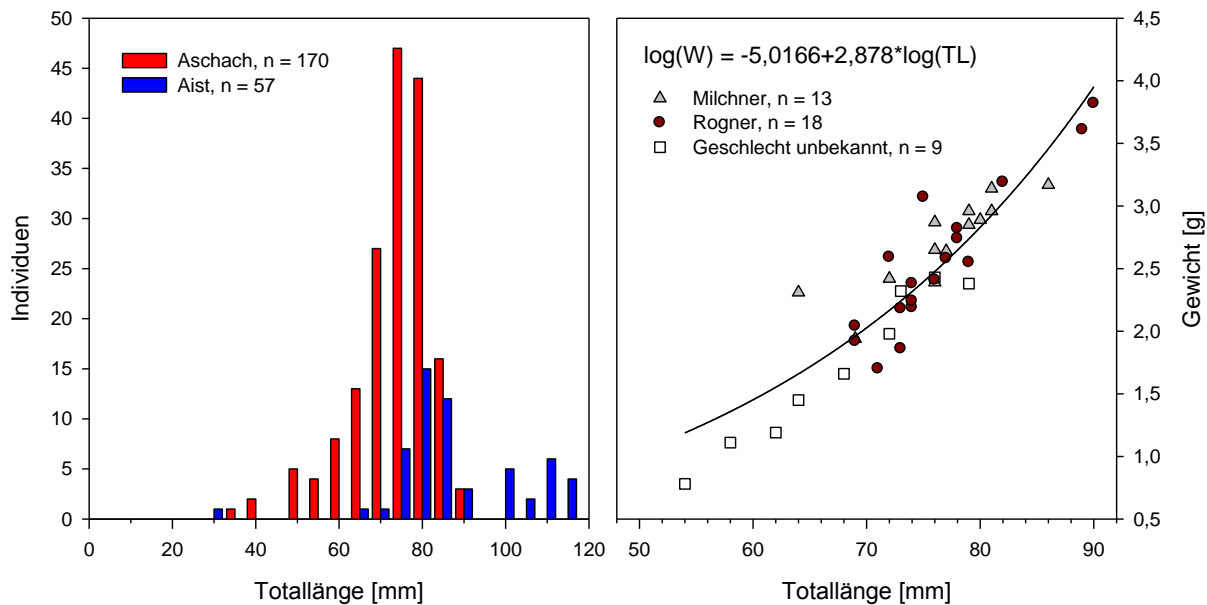 50
45
40
35
30
25
20
15
10
5
0
Individuen
Aschach, n = 170
Aist, n = 57
0 20 40 60 80 100 120
Totallänge [mm]
log(W) = -5,0166+2,878*log(TL)
Milchner, n = 13
Rogner, n = 18
Geschlecht unbekannt, n = 9
4,5
4,0
3,5
3,0
2,5
2,0
1,5
1,0
0,5
Gewicht [g]
50 60 70 80 90
Totallänge [mm]